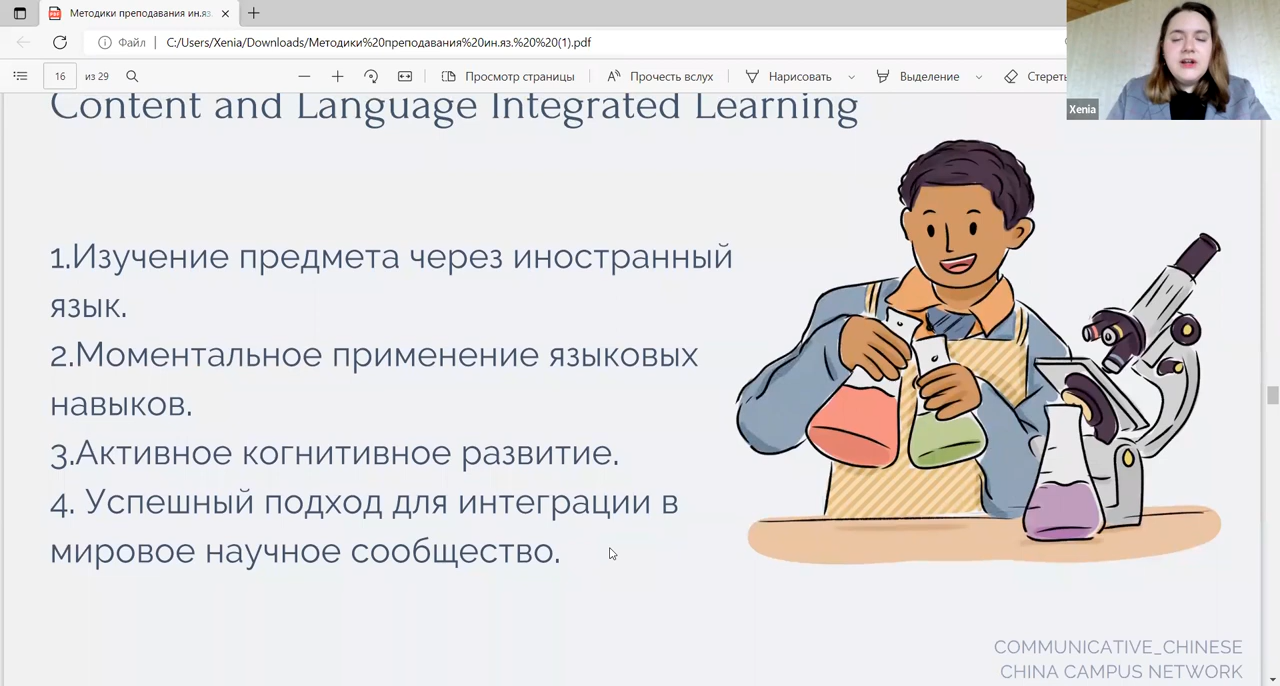 Методики преподавания ин.яз.
Файл
C:/Users/Xenia/Downloads/Методики%20преподавания%20ин.яз.%20%20(1).pdf
16 из 29
Просмотр страницы
Прочесть вслух
Нарисовать
Выделение
Стереть
Xenia
Content and Language Integrated Learning
1.Изучение предмета через иностранный
язык.
2.Моментальное применение языковых
навыков.
3.Активное когнитивное развитие.
4. Успешный подход для интеграции в
мировое научное сообщество.
COMMUNICATIVE_CHINESE
CHINA CAMPUS NETWORK